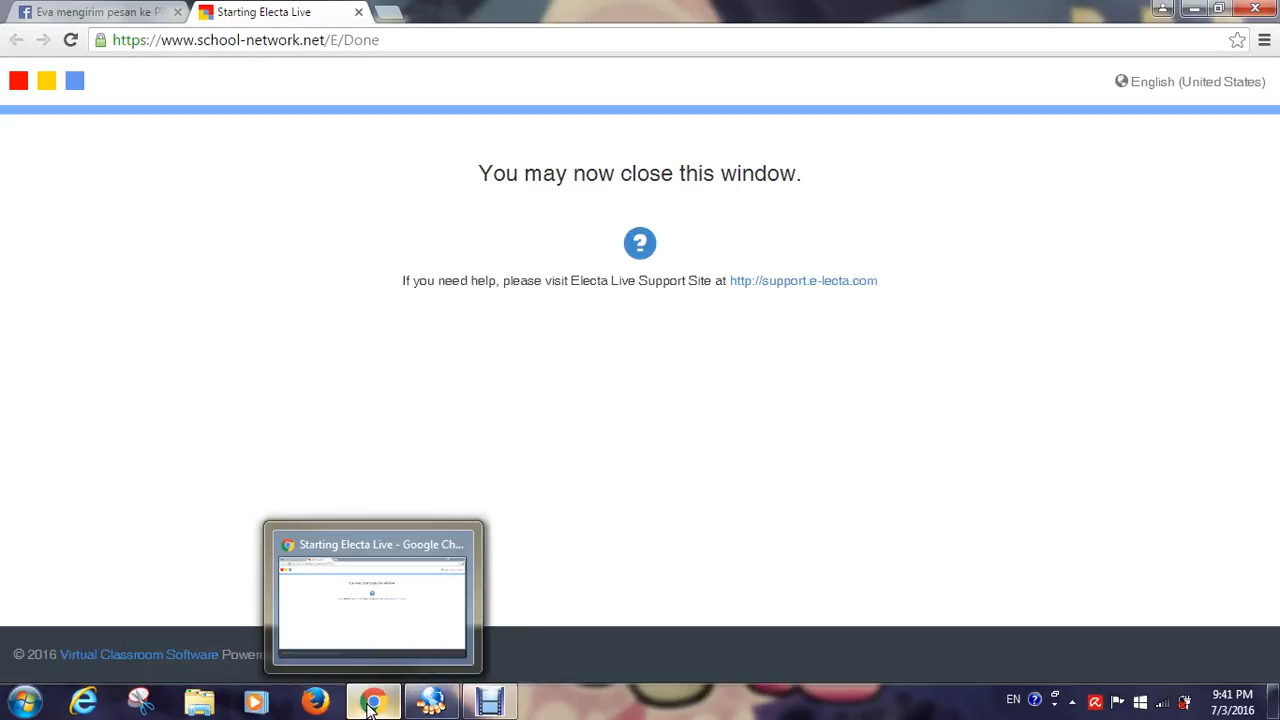 Eva mengirim pesan ke P
Starting Electa Live
https://www.school-network.net/E/Done
English (United States)
You may now close this window.
?
If you need help, please visit Electa Live Support Site at http://support.e-lecta.com
Starting Electa Live - Google Ch...
© 2016 Virtual Classroom Software Powere
EN
9:41 PM
7/3/2016